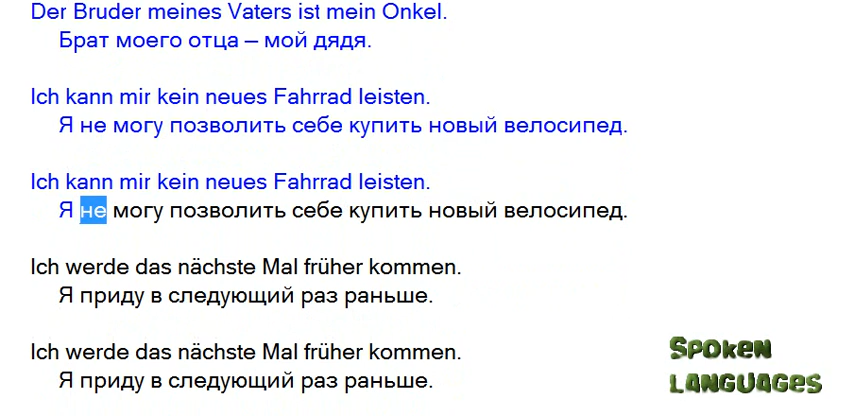 Der Bruder meines Vaters ist mein Onkel.
Брат моего отца – мой дядя.
Ich kann mir kein neues Fahrrad leisten.
Я не могу позволить себе купить новый велосипед.
Ich kann mir kein neues Fahrrad leisten.
Я не могу позволить себе купить новый велосипед.
Ich werde das nächste Mal früher kommen.
Я приду в следующий раз раньше.
Ich werde das nächste Mal früher kommen.
Я приду в следующий раз раньше.
Spoken
Languages